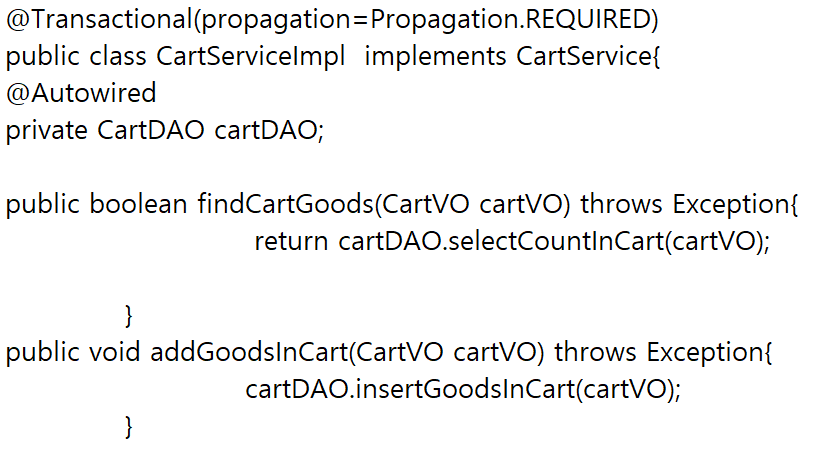 @Transactional(propagation=Propagation.REQUIRED)
public class CartServiceImpl  implements CartService{
@Autowired
private CartDAO cartDAO;
public boolean findCartGoods(CartVO cartVO) throws Exception{
return cartDAO.selectCountInCart(cartVO);
}
public void addGoodsInCart(CartVO cartVO) throws Exception{
cartDAO.insertGoodsInCart(cartVO);
}